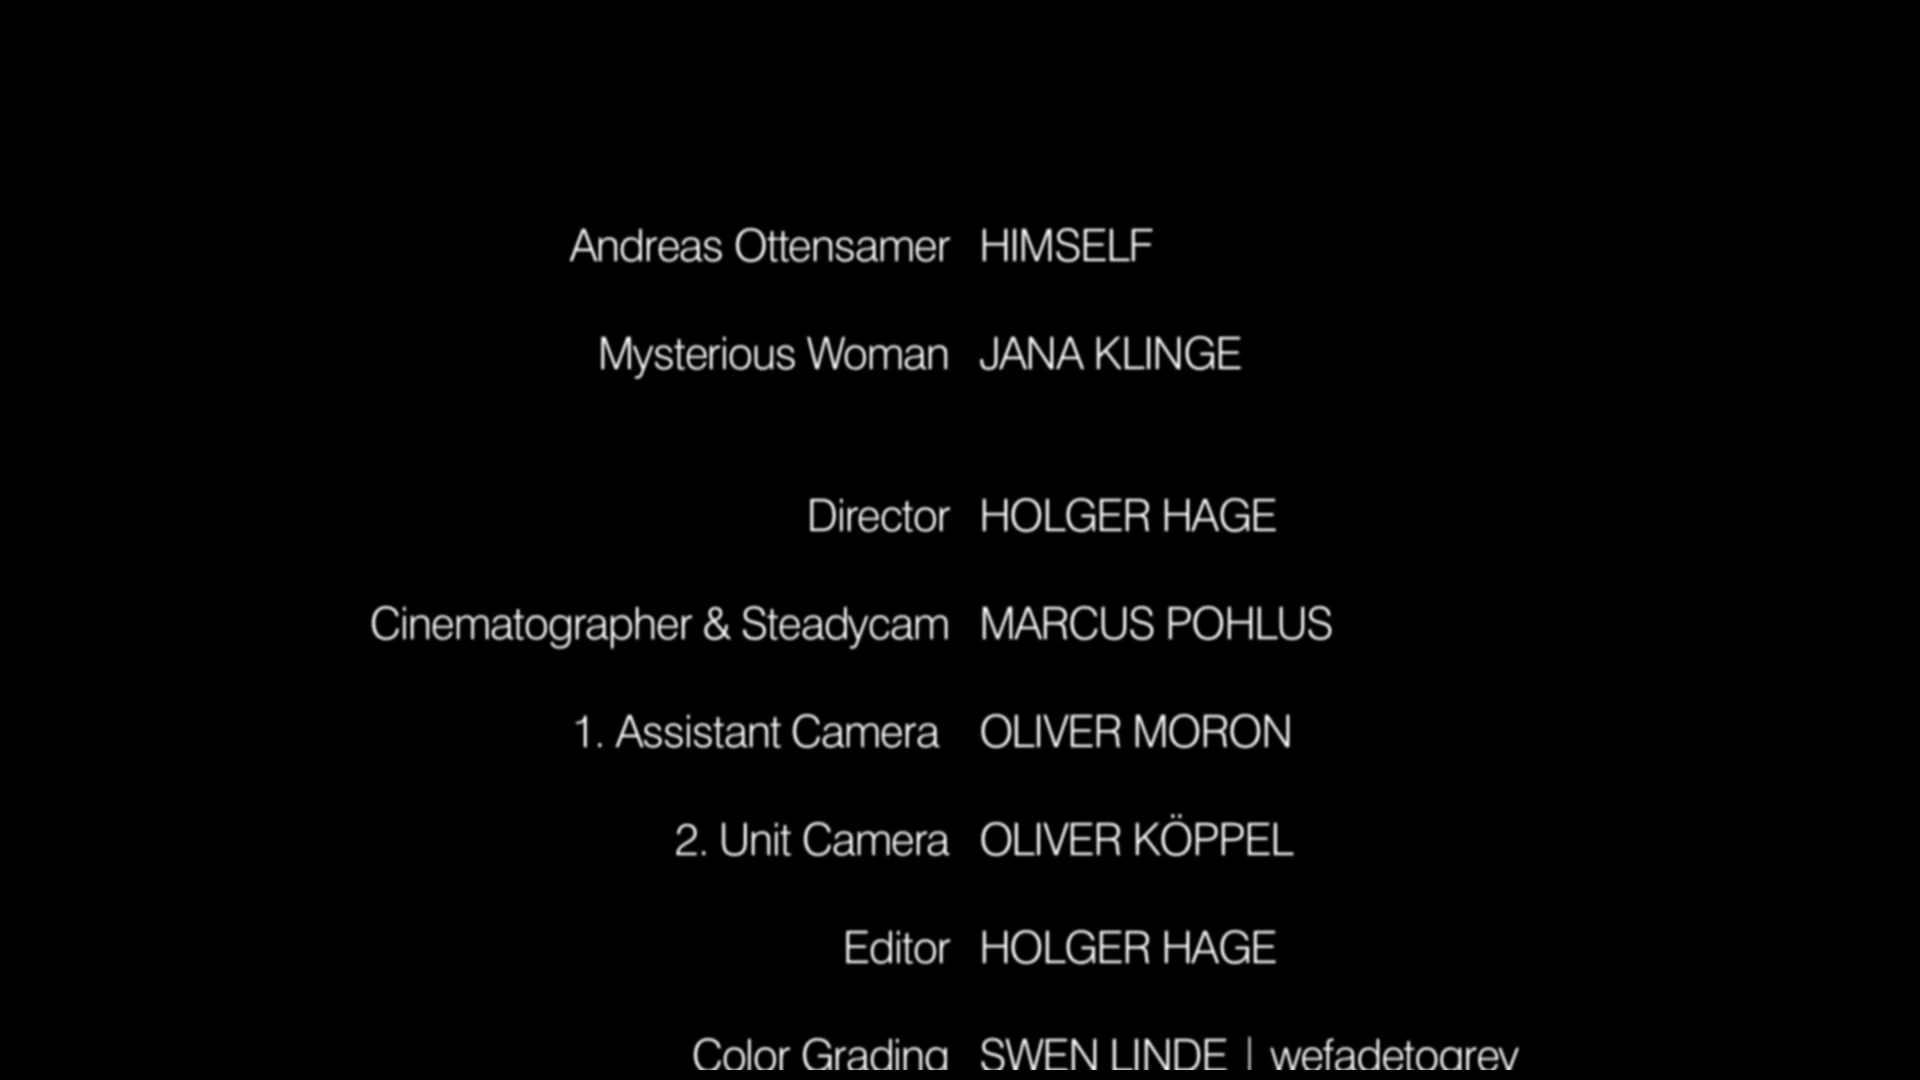 Andreas Ottensamer HIMSELF
Mysterious Woman JANA KLINGE
Director HOLGER HAGE
Cinematographer & Steadycam MARCUS POHLUS
1. Assistant Camera OLIVER MORON
2. Unit Camera OLIVER KÖPPEL
Editor HOLGER HAGE
Color Grading SWEN LINDE | wefadetogrey